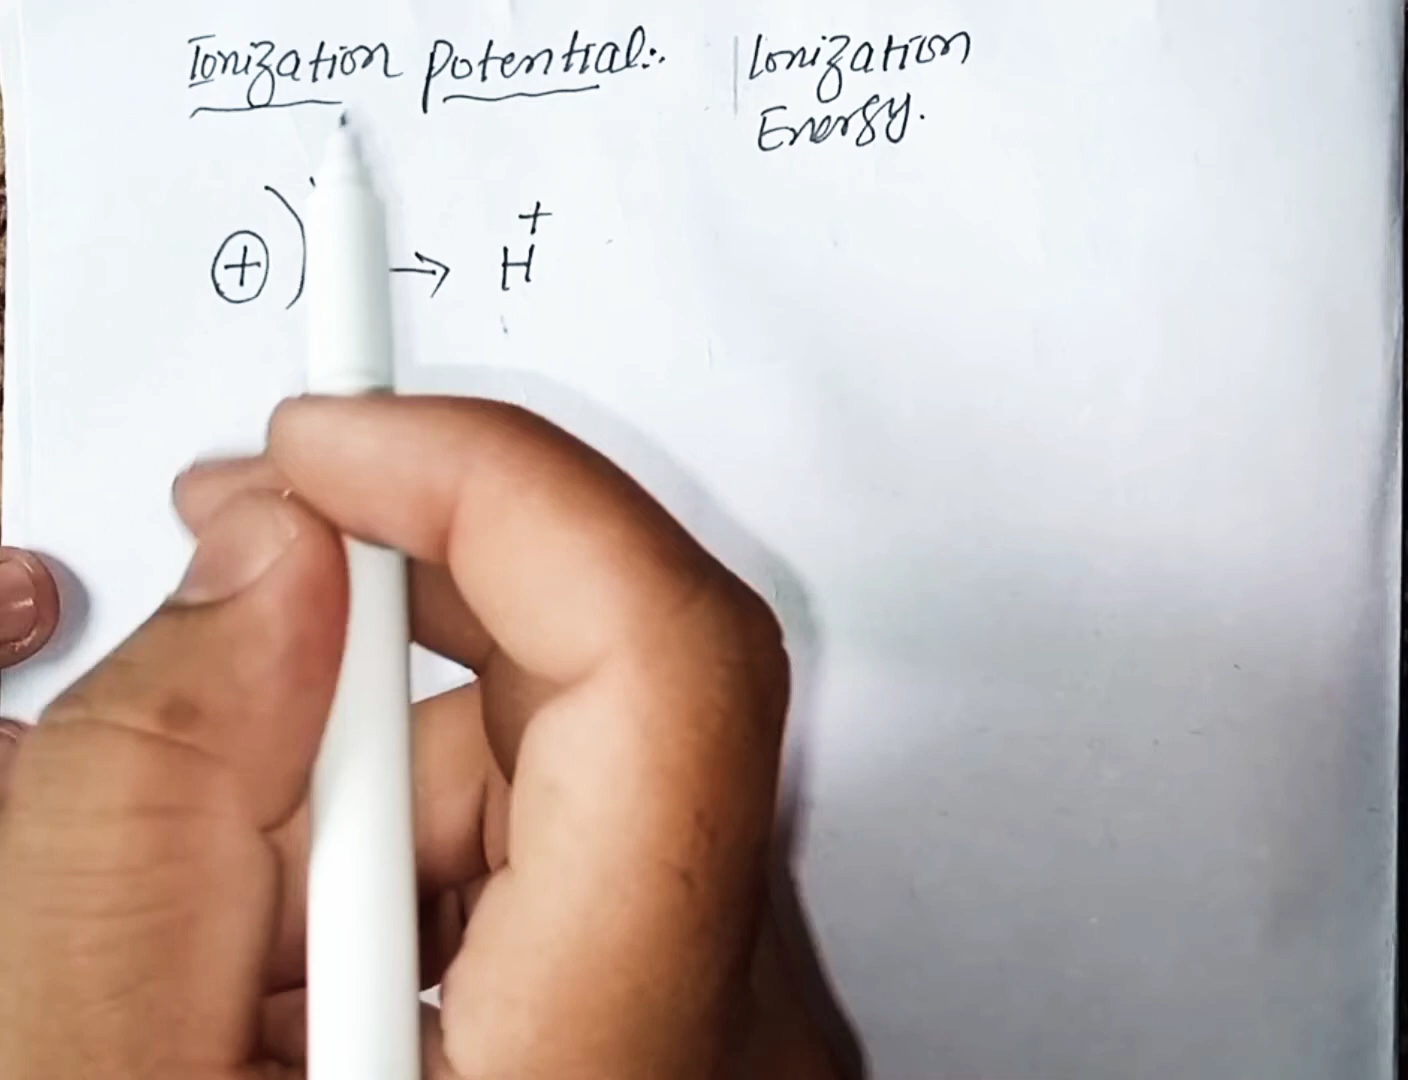 Ionization Potential:. | Ionization
Energy.
+ ) → H+